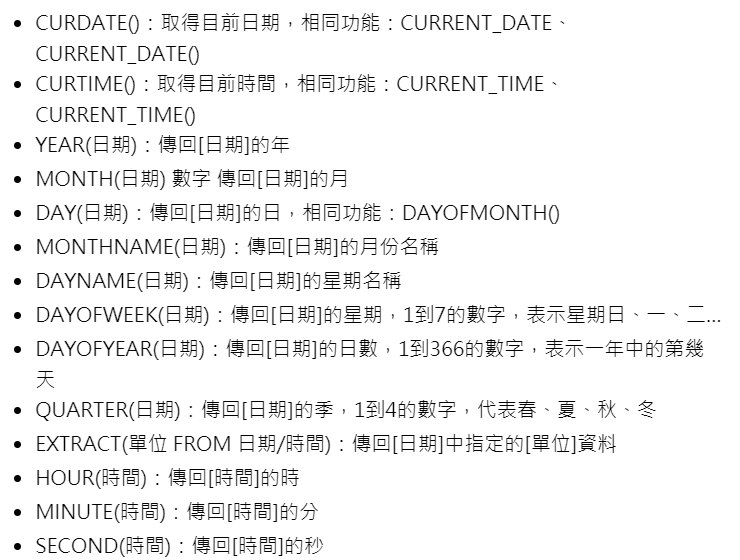 • CURDATE()：取得目前日期，相同功能：CURRENT_DATE、
CURRENT_DATE()
• CURTIME()：取得目前時間，相同功能：CURRENT_TIME、
CURRENT_TIME()
• YEAR(日期)：傳回[日期]的年
• MONTH(日期) 數字 傳回[日期]的月
• DAY(日期)：傳回[日期]的日，相同功能：DAYOFMONTH()
• MONTHNAME(日期)：傳回[日期]的月份名稱
• DAYNAME(日期)：傳回[日期]的星期名稱
• DAYOFWEEK(日期)：傳回[日期]的星期，1到7的數字，表示星期日、一、二...
• DAYOFYEAR(日期)：傳回[日期]的日數，1到366的數字，表示一年中的第幾
天
• QUARTER(日期)：傳回[日期]的季，1到4的數字，代表春、夏、秋、冬
• EXTRACT(單位 FROM 日期/時間)：傳回[日期]中指定的[單位]資料
• HOUR(時間)：傳回[時間]的時
• MINUTE(時間)：傳回[時間]的分
• SECOND(時間)：傳回[時間]的秒